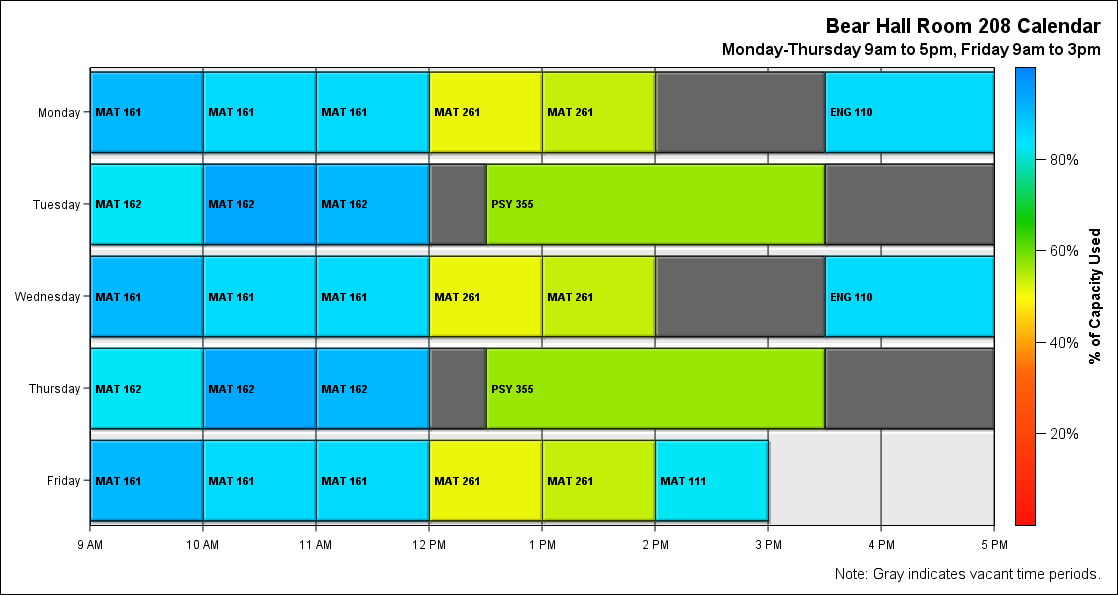 Bear Hall Room 208 Calendar
Monday-Thursday 9am to 5pm, Friday 9am to 3pm
Monday MAT 161 MAT 161 MAT 161 MAT 261 MAT 261 ENG 110
80%
Tuesday MAT 162 MAT 162 MAT 162 PSY 355
60%
% of Capacity Used
Wednesday MAT 161 MAT 161 MAT 161 MAT 261 MAT 261 ENG 110
40%
Thursday MAT 162 MAT 162 MAT 162 PSY 355
20%
Friday MAT 161 MAT 161 MAT 161 MAT 261 MAT 261 MAT 111
9 AM 10 AM 11 AM 12 PM 1 PM 2 PM 3 PM 4 PM 5 PM
Note: Gray indicates vacant time periods.